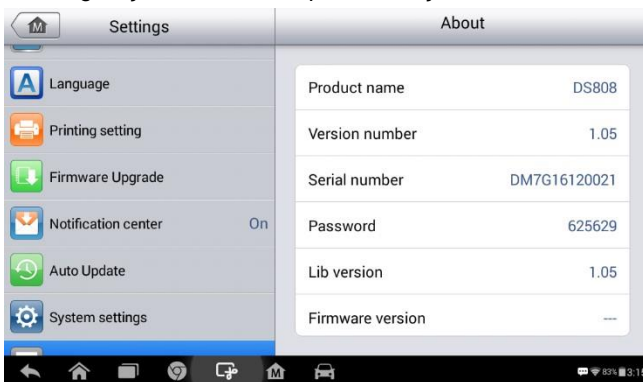 Settings
About
Language
Printing setting
Firmware Upgrade
Notification center On
Auto Update
System settings
Product name DS808
Version number 1.05
Serial number DM7G16120021
Password 625629
Lib version 1.05
Firmware version ---
83%